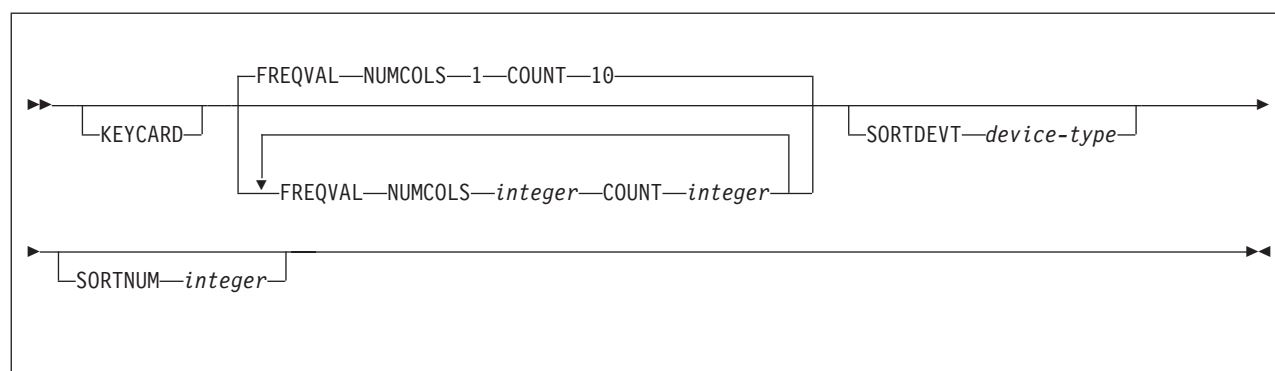 FREQVAL NUMCOLS 1 COUNT 10
KEYCARD
SORTDEVT device-type
FREQVAL NUMCOLS integer COUNT integer
SORTNUM integer